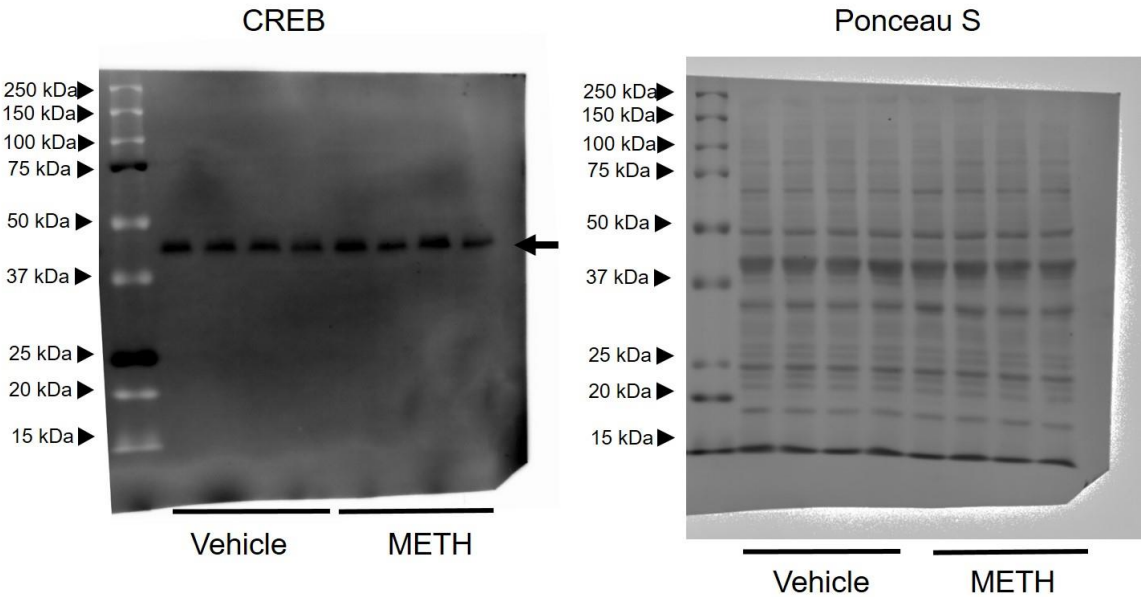 CREB
250 kDa
150 kDa
100 kDa
75 kDa
50 kDa
37 kDa
25 kDa
20 kDa
15 kDa
Vehicle
METH
Ponceau S
250 kDa
150 kDa
100 kDa
75 kDa
50 kDa
37 kDa
25 kDa
20 kDa
15 kDa
Vehicle
METH